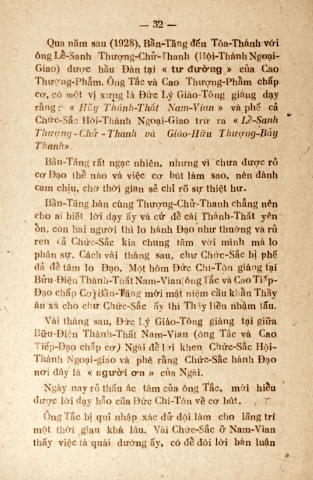 — 32 —
Qua năm sau (1928), Bần-Tăng đến Tòa-Thánh với
ông Lê-Sanh Thượng-Chữ-Thanh (Hội-Thánh Ngoại-
Giao) được hầu Đàn tại « tư đường » của Cao
Thượng-Phẩm. Ông Tắc và Thượng-Phẩm chấp
cơ, có một vị xưng là Đức Lý Giáo-Tông giáng dạy
rằng : « Hãy Thánh-Thất Nam-Vian » và phế cả
Chức-Sắc Hội-Thánh Ngoại-Giao trừ ra « Lê-Sanh
Thượng-Chữ-Thanh và Giáo-Hữu Thượng-Bảy
Thanh».
Bần-Tăng rất ngạc nhiên, nhưng vì chưa được rõ
cơ Đạo thế nào và việc cơ bút làm sao, nên đành
cam chịu, chờ thời gian sẽ chỉ rõ sự thiệt hư.
Bần-Tăng bàn cùng Thượng-Chử-Thanh chẳng nên
cho ai biết lời dạy ấy và cứ để cái Thánh-Thất yên
ổn, còn hai người thì lo hành Đạo như thường và rủ
ren cả Chức-Sắc kia chung tâm với mình mà lo
phận sự. Cách vài tháng sau, chư Chức-Sắc bị phế
đã để tâm lo Đạo. Một hôm Đức Chí-Tôn giáng tại
Bửu-Điện Thánh-Thất Nam-Vian(ông Tắc và Cao Tiếp-
Đạo chấp Cơ) Bần-Tăng mới mật niệm cầu khẩn Thầy
ân xá cho chư Chức-Sắc ấy thì Thầy liền nhậm lấu.
Vài tháng sau, Đức Lý Giáo-Tông giáng tại giữa
Bửu-Điện Thánh-Thất Nam-Vian (ông Tắc và Cao
Tiếp-Đạo chấp cơ) Ngài để lời khen Chức-Sắc Hội-
Thánh Ngoại-giao và phê rằng Chức-Sắc hành Đạo
nơi đây là « người ơn » của Ngài.
Ngày nay rõ thấu ác tâm của ông Tắc, mới hiểu
được lời dạy bảo của Đức Chí-Tôn về cơ bút.
Ông Tắc bị quỉ nhập xác dữ dội làm cho lãng trí
một thời gian khá lâu. Vài Chức-Sắc ở Nam-Vian
thấy việc tà quái dường ấy, có để đôi lời bàn luận